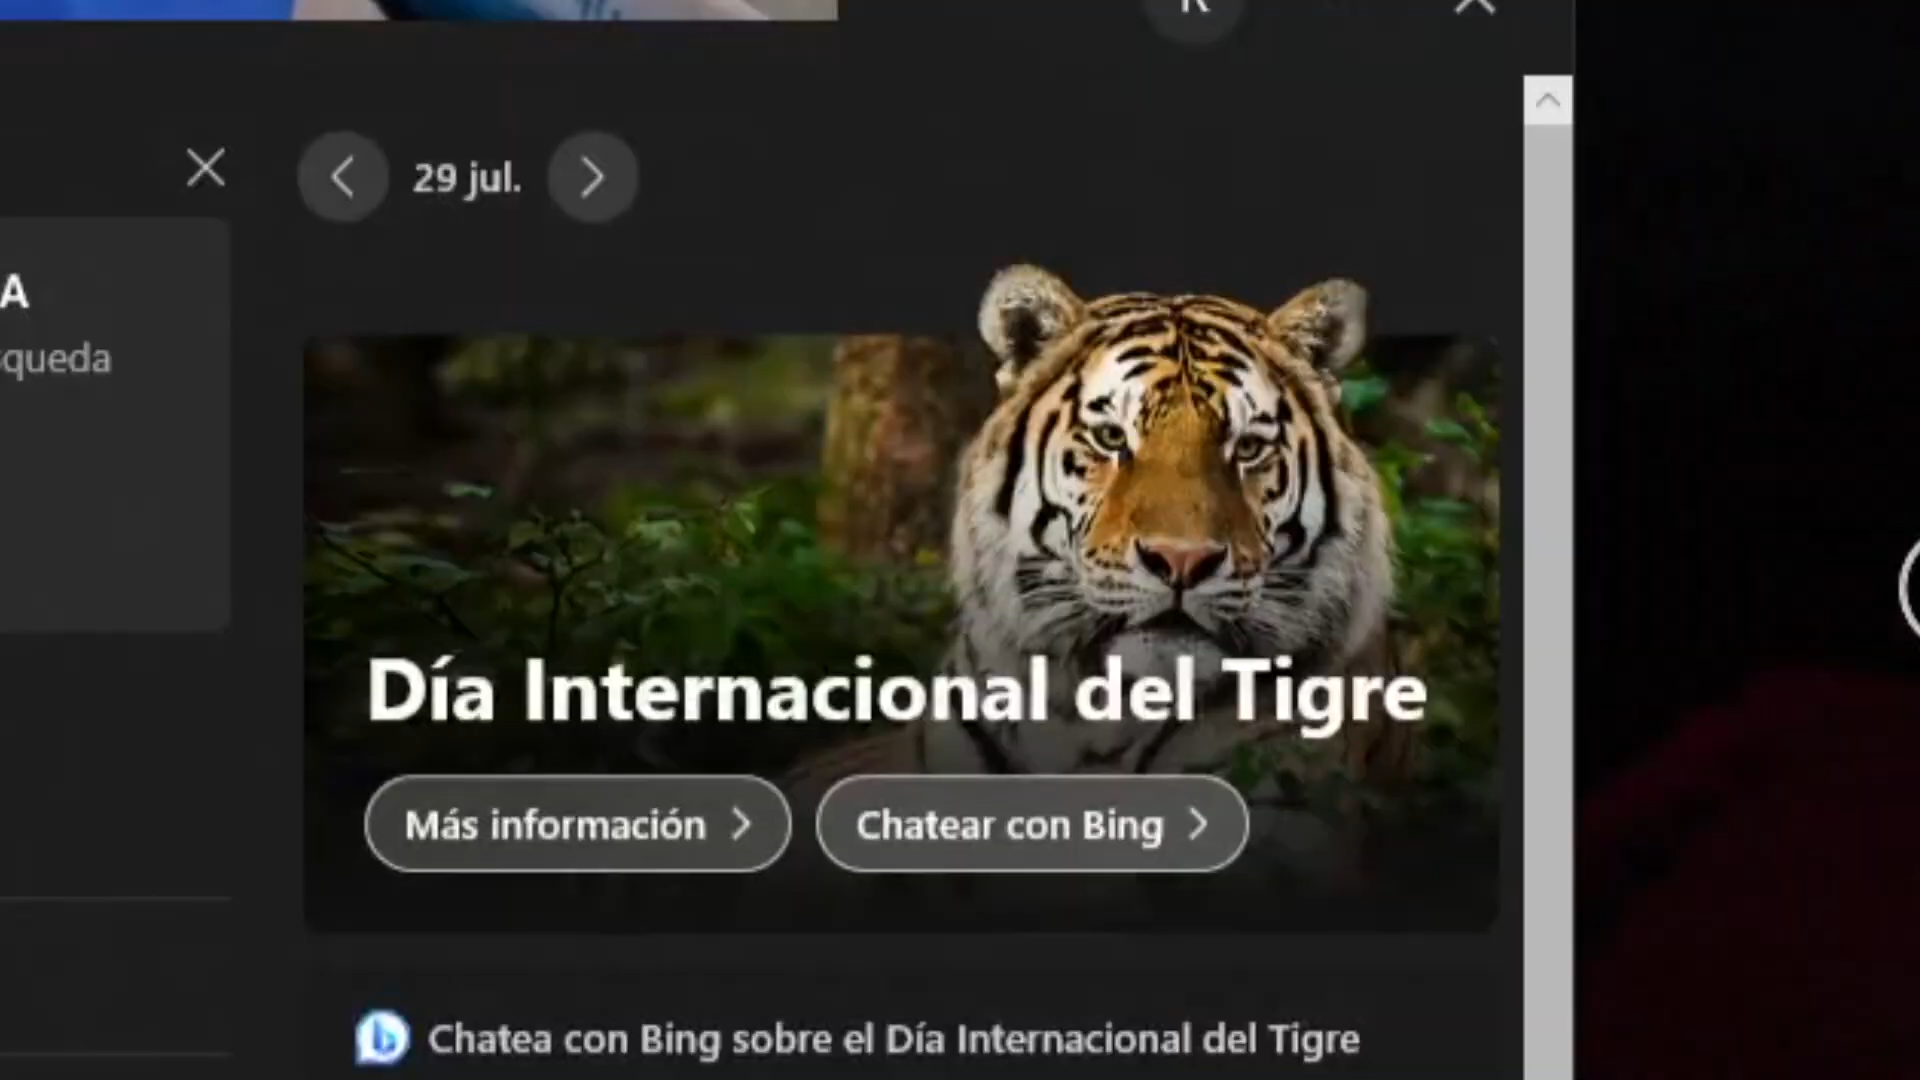 29 jul.
A
queda
Día Internacional del Tigre
Más información
Chatear con Bing
Chatea con Bing sobre el Día Internacional del Tigre